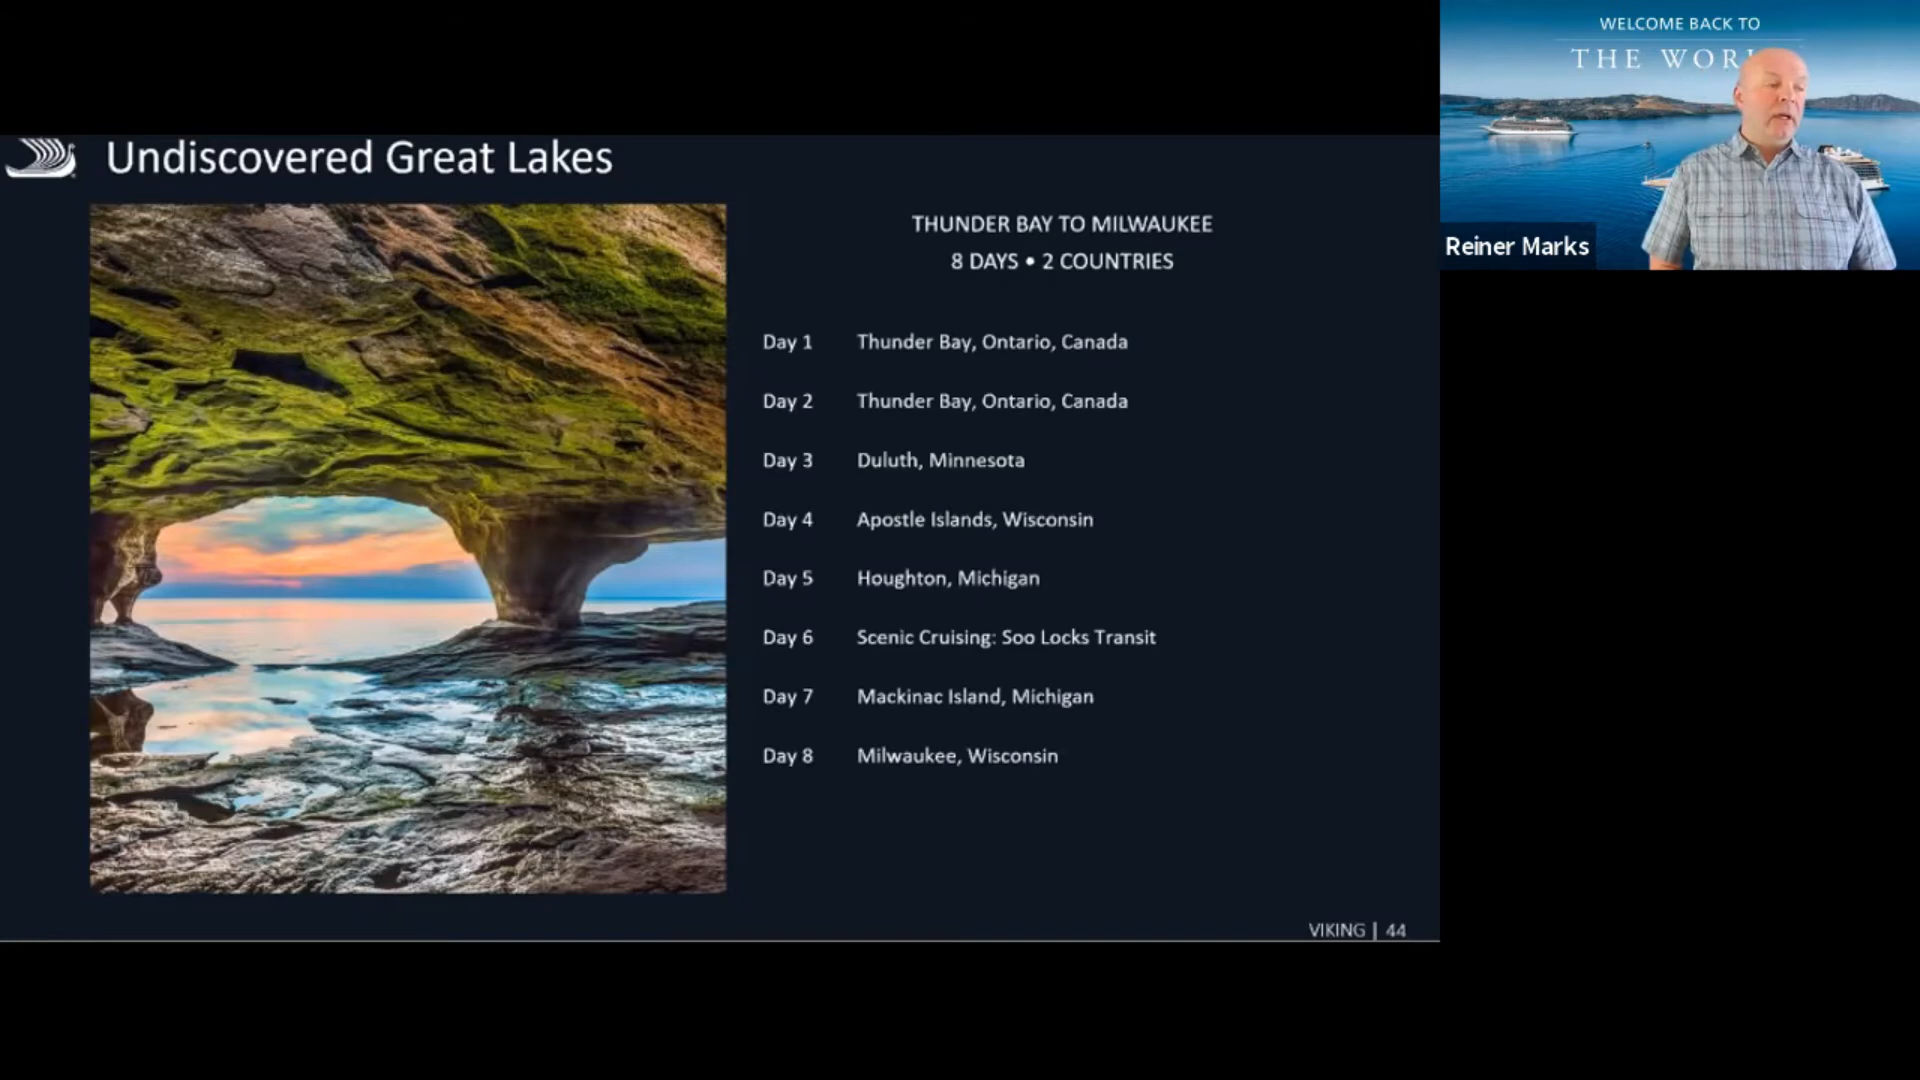 Undiscovered Great Lakes
THUNDER BAY TO MILWAUKEE
8 DAYS • 2 COUNTRIES
Day 1 Thunder Bay, Ontario, Canada
Day 2 Thunder Bay, Ontario, Canada
Day 3 Duluth, Minnesota
Day 4 Apostle Islands, Wisconsin
Day 5 Houghton, Michigan
Day 6 Scenic Cruising: Soo Locks Transit
Day 7 Mackinac Island, Michigan
Day 8 Milwaukee, Wisconsin
VIKING | 44
WELCOME BACK TO
THE WOR
Reiner Marks